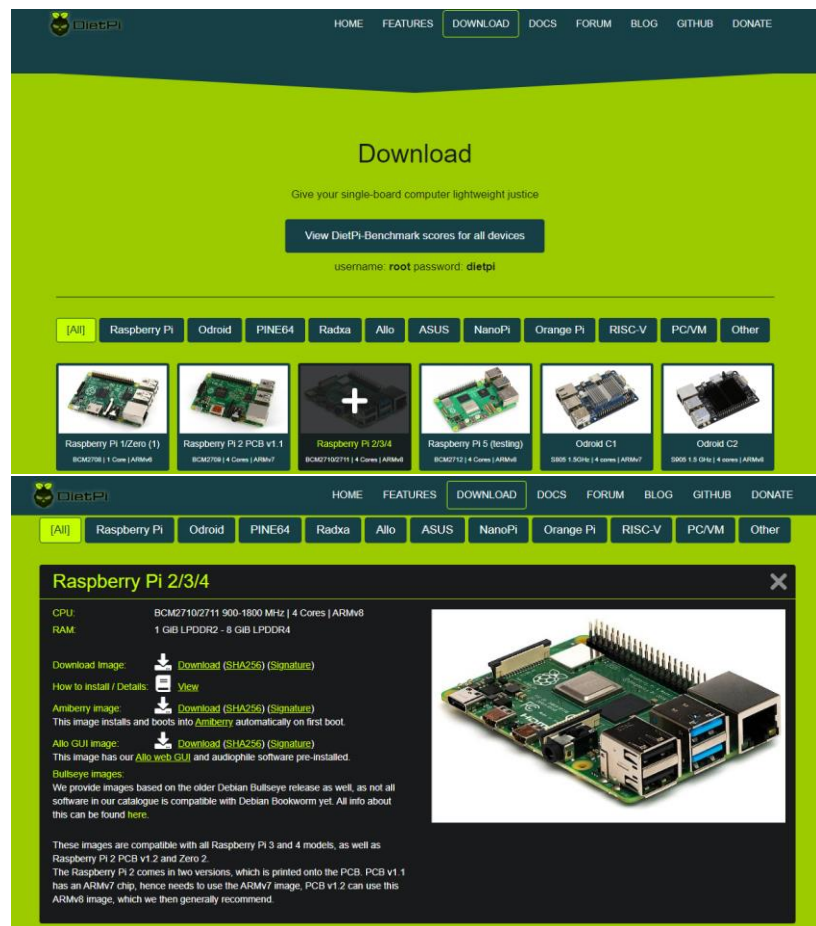 DietPi
HOME FEATURES DOWNLOAD DOCS FORUM BLOG GITHUB DONATE
Download
Give your single-board computer lightweight justice
View DietPi-Benchmark scores for all devices
username: root password: dietpi
[All] Raspberry Pi Odroid PINE64 Radxa Allo ASUS NanoPi Orange Pi RISC-V PC/VM Other
Raspberry Pi 1/Zero (1)
BCM2708 | 1 Core | ARMv6
Raspberry Pi 2 PCB v1.1
BCM2709 | 4 Cores | ARMv7
Raspberry Pi 2/3/4
BCM2710/2711 | 4 Cores | ARMv8
Raspberry Pi 5 (testing)
BCM2712 | 4 Cores | ARMv8
Odroid C1
S805 1.5GHz | 4 cores | ARMv7
Odroid C2
S905 1.5 GHz | 4 cores | ARMv8
DietPi
HOME FEATURES DOWNLOAD DOCS FORUM BLOG GITHUB DONATE
[All] Raspberry Pi Odroid PINE64 Radxa Allo ASUS NanoPi Orange Pi RISC-V PC/VM Other
Raspberry Pi 2/3/4
CPU: BCM2710/2711 900-1800 MHz | 4 Cores | ARMv8
RAM: 1 GiB LPDDR2 - 8 GiB LPDDR4
Download Image: Download (SHA256) (Signature)
How to install / Details: View
Amiberry image: Download (SHA256) (Signature)
This image installs and boots into Amiberry automatically on first boot.
Allo GUI image: Download (SHA256) (Signature)
This image has our Allo web GUI and audiophile software pre-installed.
Bullseye images:
We provide images based on the older Debian Bullseye release as well, as not all
software in our catalogue is compatible with Debian Bookworm yet. All info about
this can be found here.
These images are compatible with all Raspberry Pi 3 and 4 models, as well as
Raspberry Pi 2 PCB v1.2 and Zero 2.
The Raspberry Pi 2 comes in two versions, which is printed onto the PCB. PCB v1.1
has an ARMv7 chip, hence needs to use the ARMv7 image, PCB v1.2 can use this
ARMv8 image, which we then generally recommend.